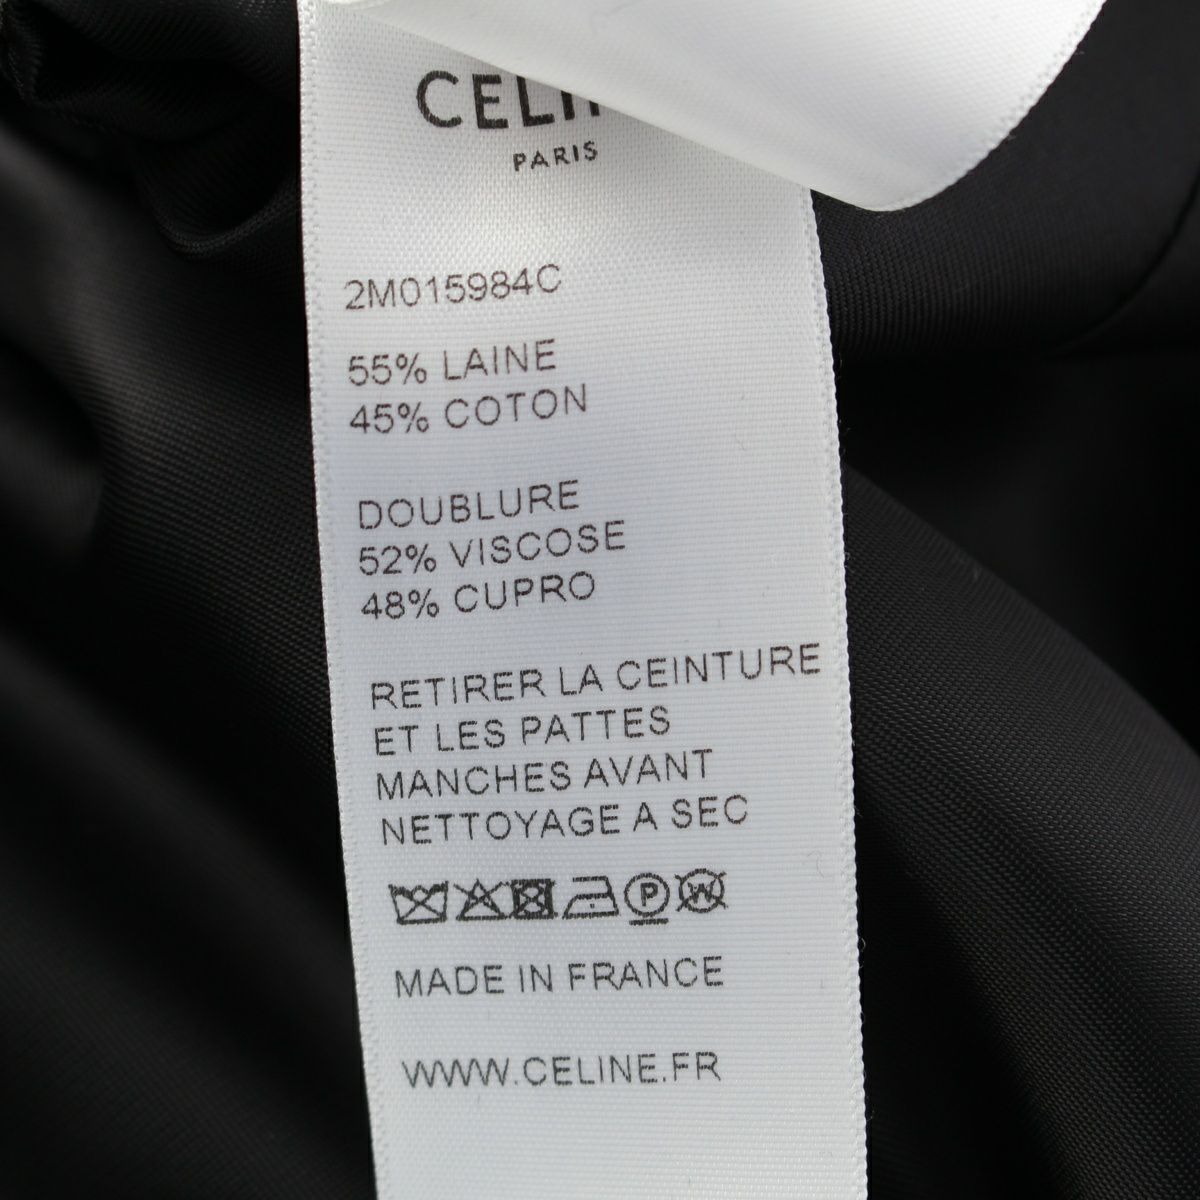 PARIS
2M015984C
55% LAINE
45% COTON
DOUBLURE
52% VISCOSE
48% CUPRO
RETIRER LA CEINTURE
ET LES PATTES
MANCHES AVANT
NETTOYAGE A SEC
P W
MADE IN FRANCE
WWW.CELINE.FR